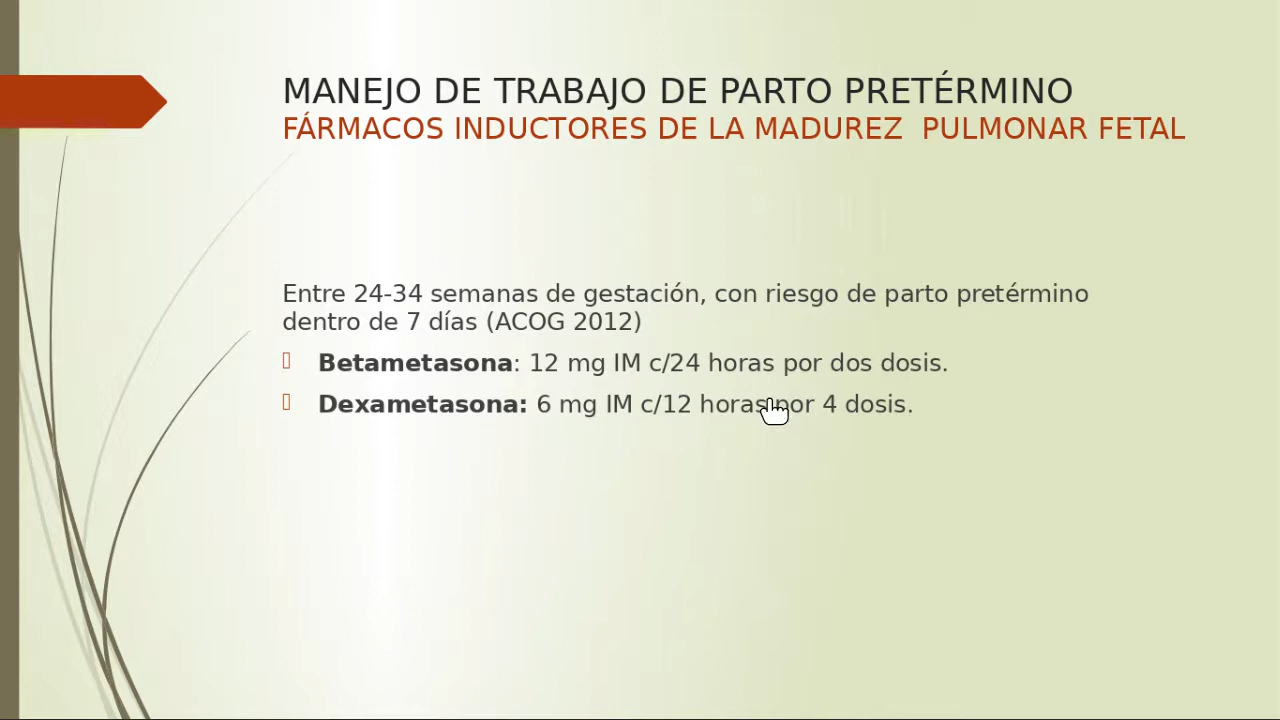 MANEJO DE TRABAJO DE PARTO PRETÉRMINO
FÁRMACOS INDUCTORES DE LA MADUREZ  PULMONAR FETAL
Entre 24-34 semanas de gestación, con riesgo de parto pretérmino
dentro de 7 días (ACOG 2012)
Betametasona: 12 mg IM c/24 horas por dos dosis.
Dexametasona: 6 mg IM c/12 horas por 4 dosis.